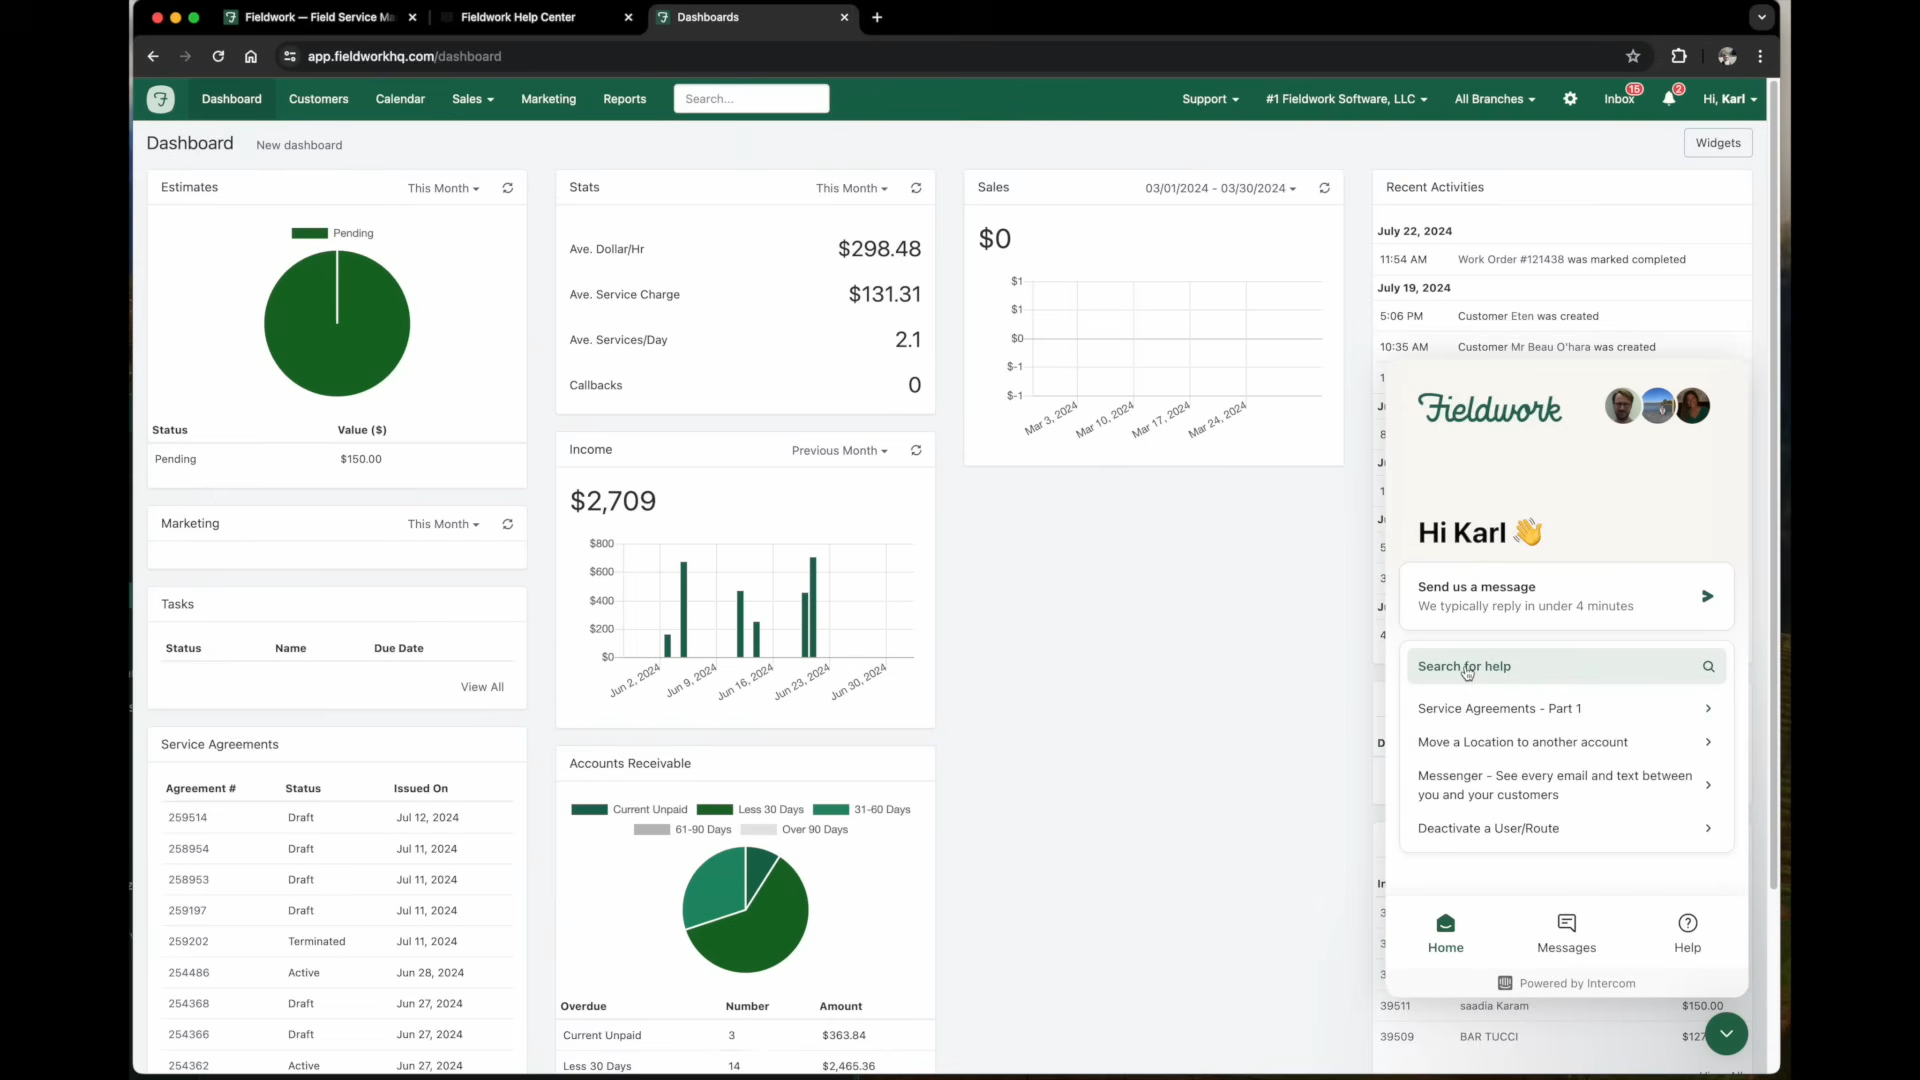 Fieldwork — Field Service Ma
Fieldwork Help Center
Dashboards
app.fieldworkhq.com/dashboard
Dashboard
Customers
Calendar
Sales
Marketing
Reports
Search...
Support
#1 Fieldwork Software, LLC
All Branches
Inbox
15
2
Hi, Karl
Dashboard
New dashboard
Widgets
Estimates
This Month
Pending
Status Value ($)
Pending $150.00
Marketing
This Month
Tasks
Status Name Due Date
View All
Service Agreements
Agreement # Status Issued On
259514 Draft Jul 12, 2024
258954 Draft Jul 11, 2024
258953 Draft Jul 11, 2024
259197 Draft Jul 11, 2024
259202 Terminated Jul 11, 2024
254486 Active Jun 28, 2024
254368 Draft Jun 27, 2024
254366 Draft Jun 27, 2024
254362 Active Jun 27, 2024
Stats
This Month
Ave. Dollar/Hr $298.48
Ave. Service Charge $131.31
Ave. Services/Day 2.1
Callbacks 0
Income
Previous Month
$2,709
$800
$600
$400
$200
$0
Jun 2, 2024
Jun 9, 2024
Jun 16, 2024
Jun 23, 2024
Jun 30, 2024
Accounts Receivable
Current Unpaid Less 30 Days 31-60 Days
61-90 Days Over 90 Days
Overdue Number Amount
Current Unpaid 3 $363.84
Less 30 Days 14 $2,465.36
Sales
03/01/2024 - 03/30/2024
$0
$1
$1
$0
$-1
$-1
Mar 3, 2024
Mar 10, 2024
Mar 17, 2024
Mar 24, 2024
Recent Activities
July 22, 2024
11:54 AM Work Order #121438 was marked completed
July 19, 2024
5:06 PM Customer Eten was created
10:35 AM Customer Mr Beau O'hara was created
Fieldwork
Hi Karl 👋
Send us a message
We typically reply in under 4 minutes
Search for help
Service Agreements - Part 1
Move a Location to another account
Messenger - See every email and text between
you and your customers
Deactivate a User/Route
Home
Messages
Help
Powered by Intercom
39511 saadia Karam $150.00
39509 BAR TUCCI $127